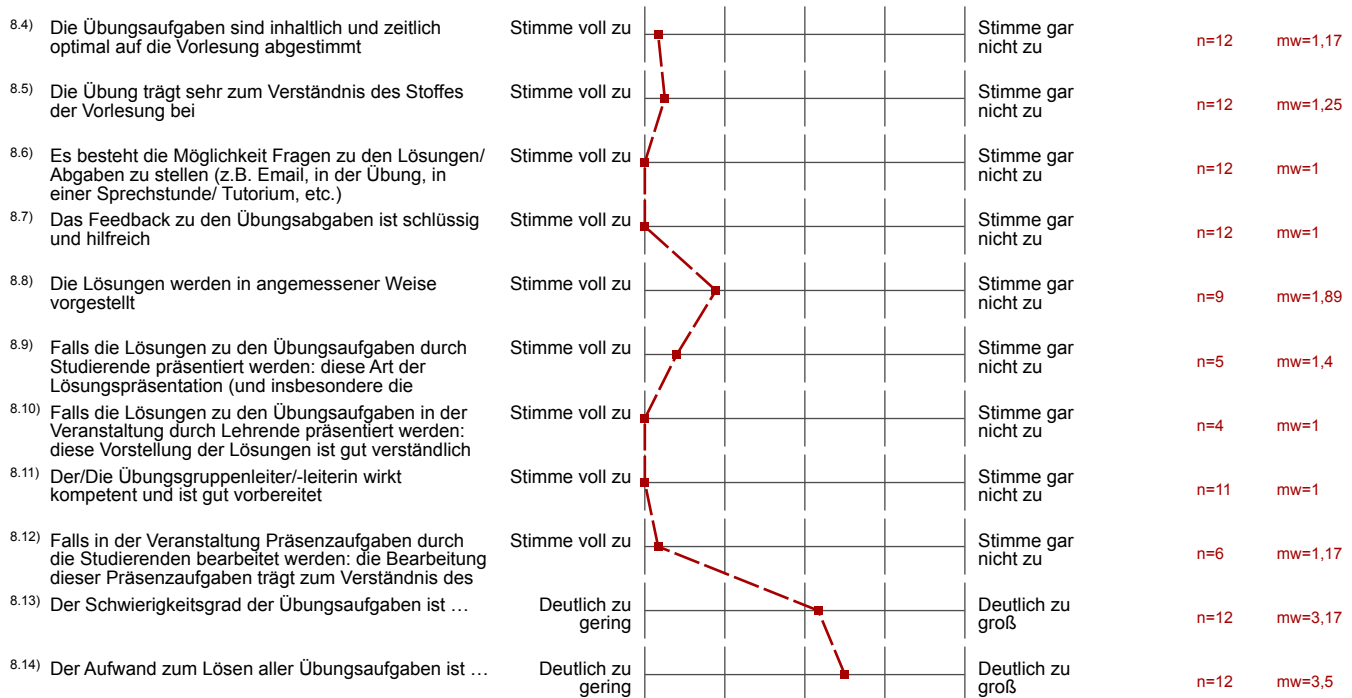 8.4) Die Übungsaufgaben sind inhaltlich und zeitlich
optimal auf die Vorlesung abgestimmt
Stimme voll zu
Stimme gar
nicht zu
n=12
mw=1,17
8.5) Die Übung trägt sehr zum Verständnis des Stoffes
der Vorlesung bei
Stimme voll zu
Stimme gar
nicht zu
n=12
mw=1,25
8.6) Es besteht die Möglichkeit Fragen zu den Lösungen/
Abgaben zu stellen (z.B. Email, in der Übung, in
einer Sprechstunde/ Tutorium, etc.)
Stimme voll zu
Stimme gar
nicht zu
n=12
mw=1
8.7) Das Feedback zu den Übungsabgaben ist schlüssig
und hilfreich
Stimme voll zu
Stimme gar
nicht zu
n=12
mw=1
8.8) Die Lösungen werden in angemessener Weise
vorgestellt
Stimme voll zu
Stimme gar
nicht zu
n=9
mw=1,89
8.9) Falls die Lösungen zu den Übungsaufgaben durch
Studierende präsentiert werden: diese Art der
Lösungspräsentation (und insbesondere die
Stimme voll zu
Stimme gar
nicht zu
n=5
mw=1,4
8.10) Falls die Lösungen zu den Übungsaufgaben in der
Veranstaltung durch Lehrende präsentiert werden:
diese Vorstellung der Lösungen ist gut verständlich
Stimme voll zu
Stimme gar
nicht zu
n=4
mw=1
8.11) Der/Die Übungsgruppenleiter/-leiterin wirkt
kompetent und ist gut vorbereitet
Stimme voll zu
Stimme gar
nicht zu
n=11
mw=1
8.12) Falls in der Veranstaltung Präsenzaufgaben durch
die Studierenden bearbeitet werden: die Bearbeitung
dieser Präsenzaufgaben trägt zum Verständnis des
Stimme voll zu
Stimme gar
nicht zu
n=6
mw=1,17
8.13) Der Schwierigkeitsgrad der Übungsaufgaben ist …
Deutlich zu
gering
Deutlich zu
groß
n=12
mw=3,17
8.14) Der Aufwand zum Lösen aller Übungsaufgaben ist …
Deutlich zu
gering
Deutlich zu
groß
n=12
mw=3,5